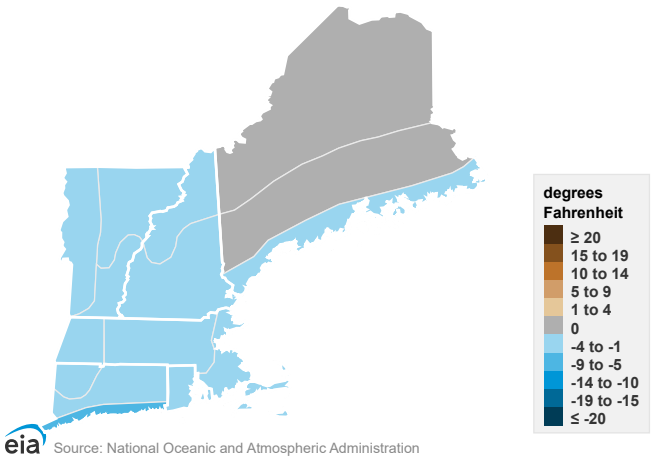 degrees
Fahrenheit
≥ 20
15 to 19
10 to 14
5 to 9
1 to 4
0
-4 to -1
-9 to -5
-14 to -10
-19 to -15
≤ -20
eia
Source: National Oceanic and Atmospheric Administration